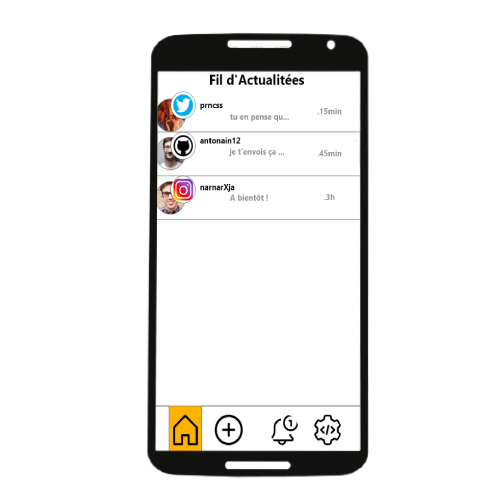 Fil d'Actualitées
prncss
tu en pense qu... .15min
antonain12
je t'envois ça ... .45min
narnarXja
A bientôt ! .3h
1